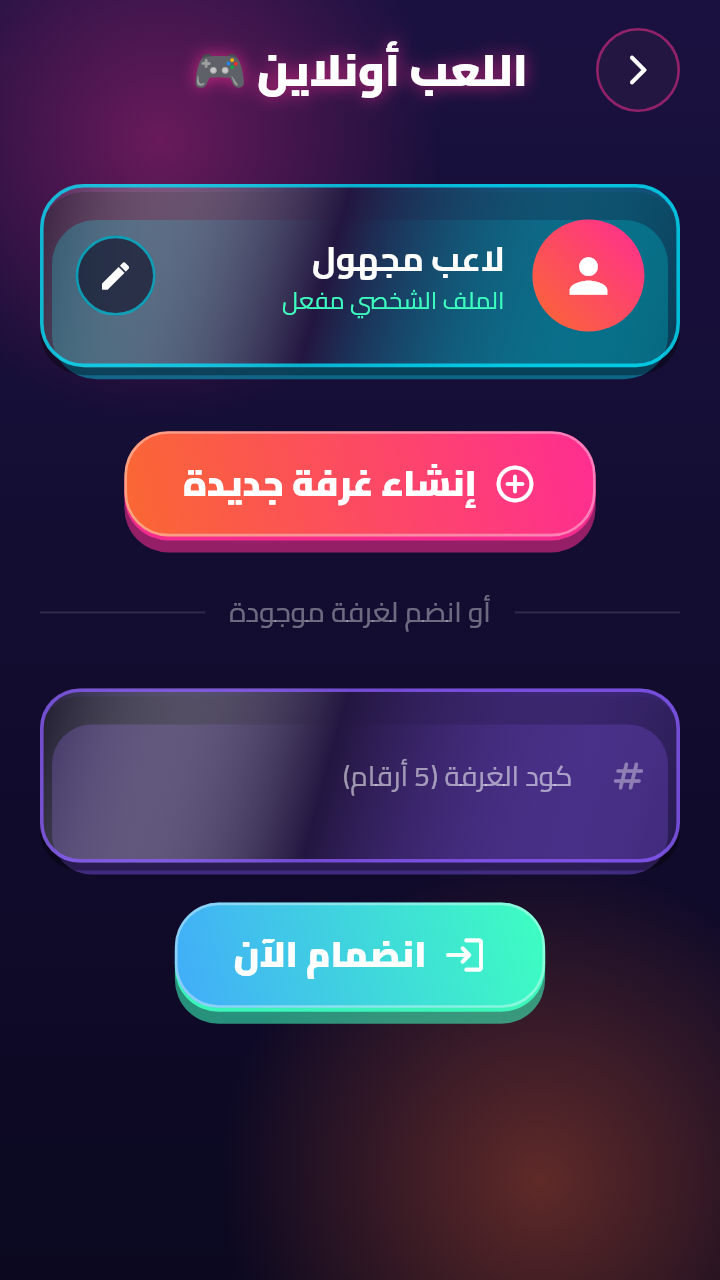 اللعب أونلاين 🎮
لاعب مجهول
الملف الشخصي مفعل
إنشاء غرفة جديدة
أو انضم لغرفة موجودة
# كود الغرفة (5 أرقام)
انضمام الآن